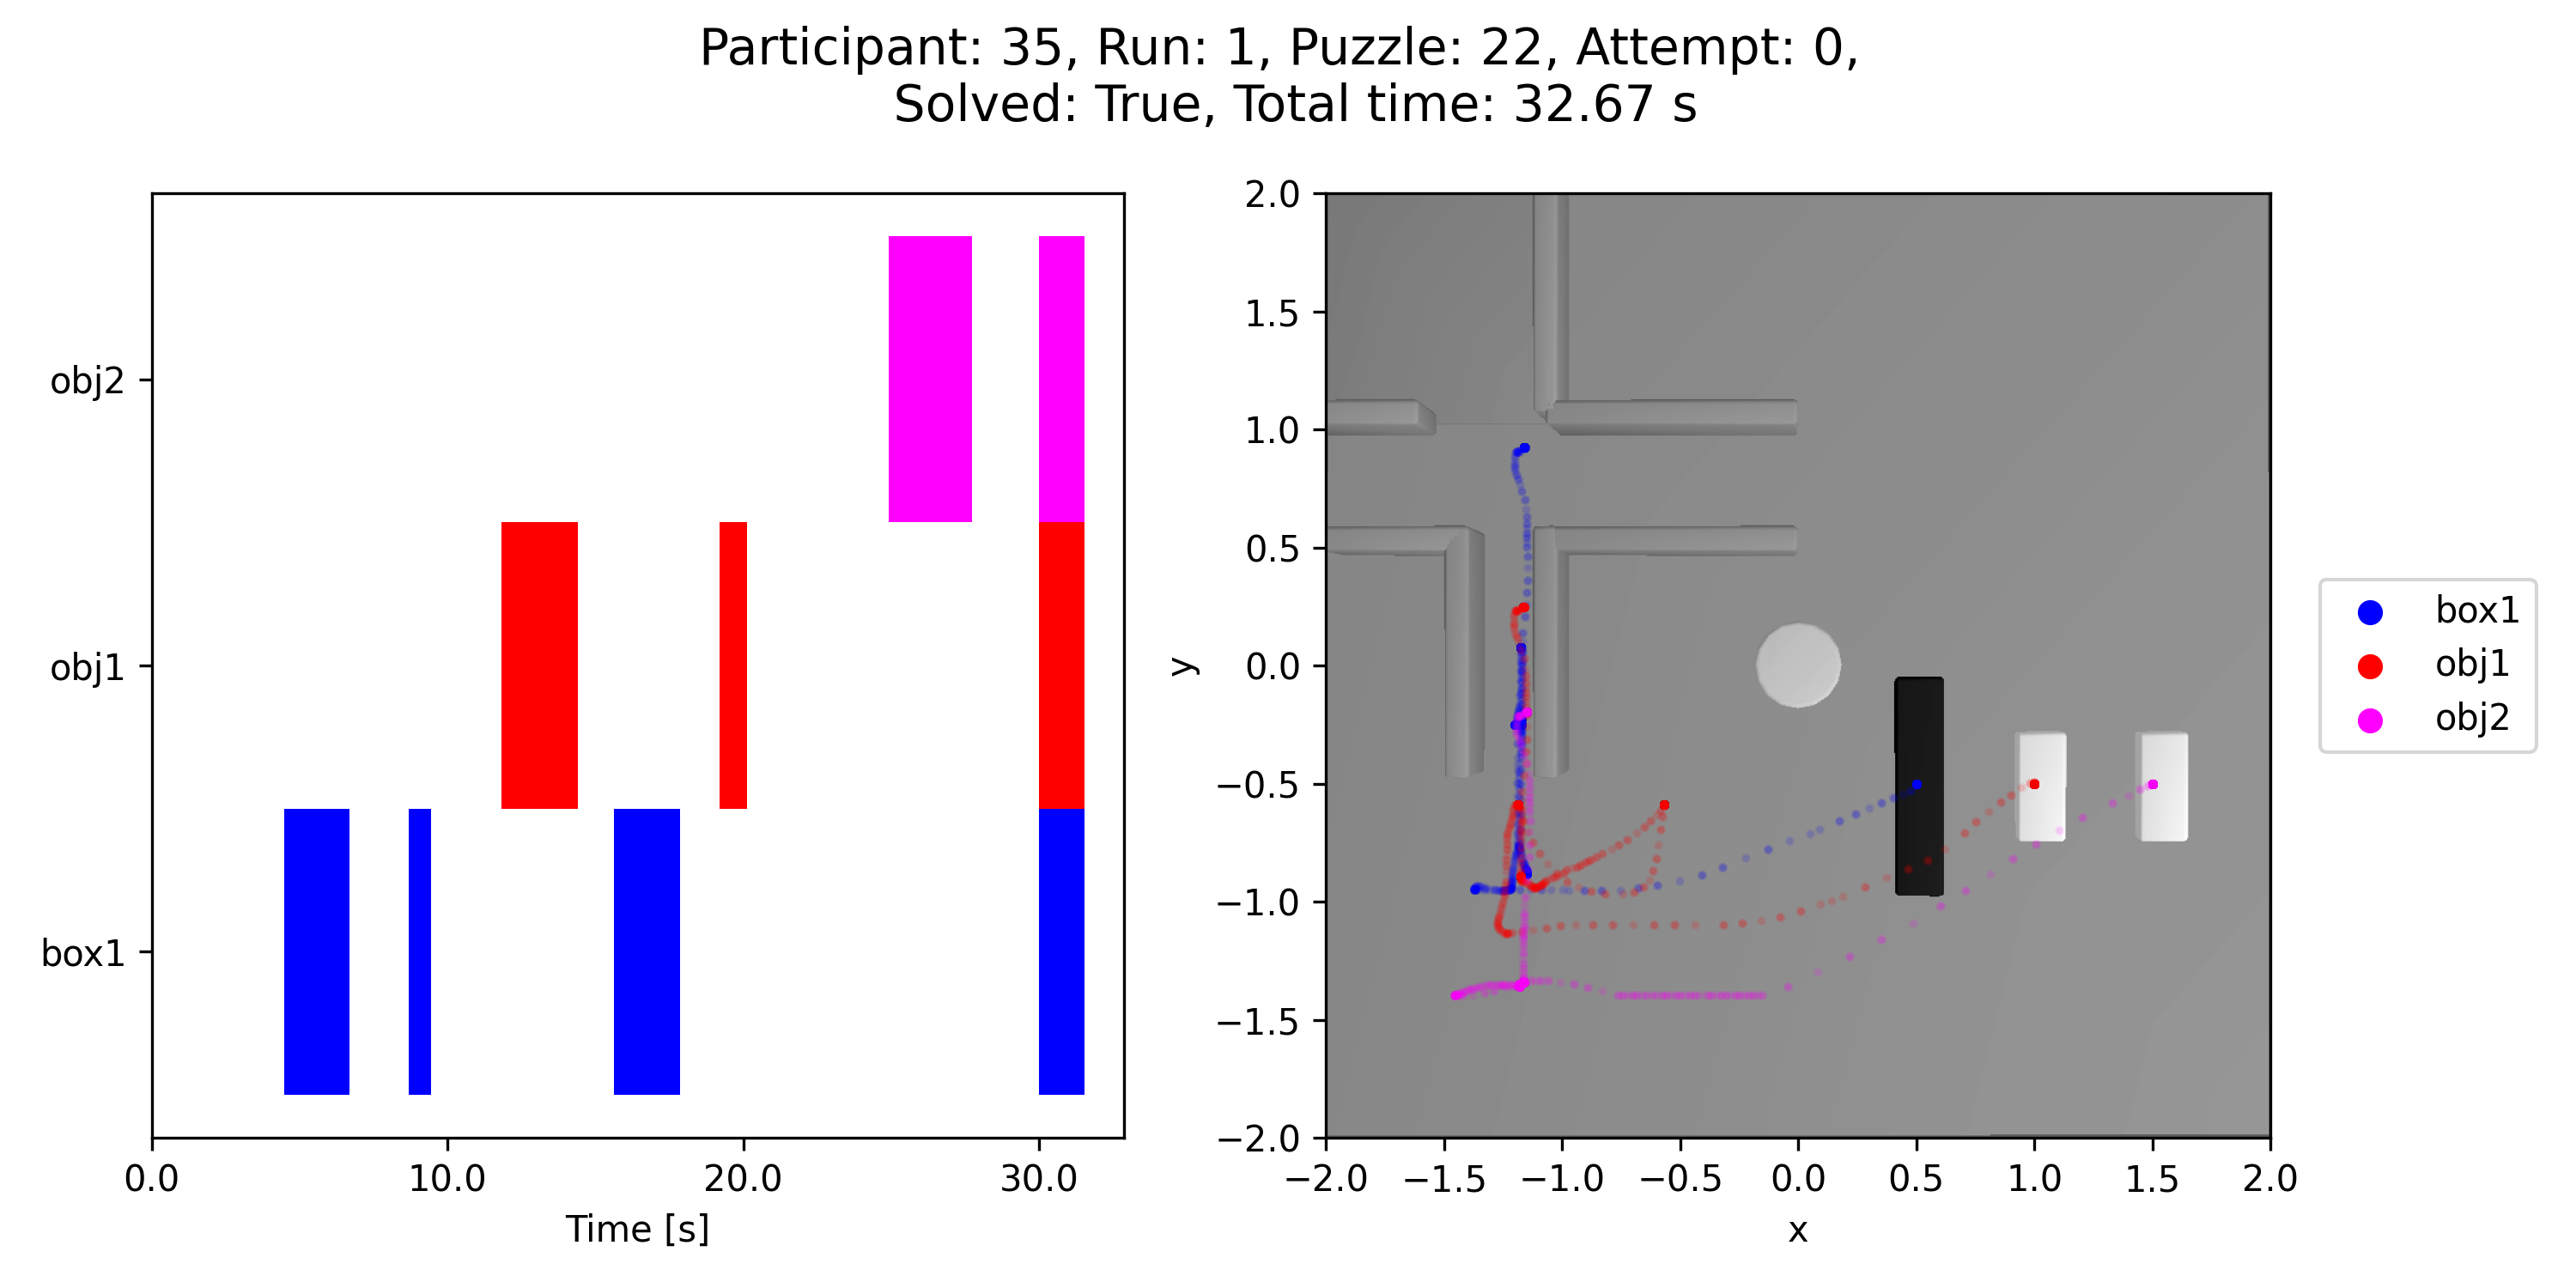 Participant: 35, Run: 1, Puzzle: 22, Attempt: 0,
Solved: True, Total time: 32.67 s
obj2
obj1
box1
0.0 10.0 20.0 30.0
Time [s]
2.0
1.5
1.0
0.5
0.0
−0.5
−1.0
−1.5
−2.0
y
−2.0 −1.5 −1.0 −0.5 0.0 0.5 1.0 1.5 2.0
x
box1
obj1
obj2